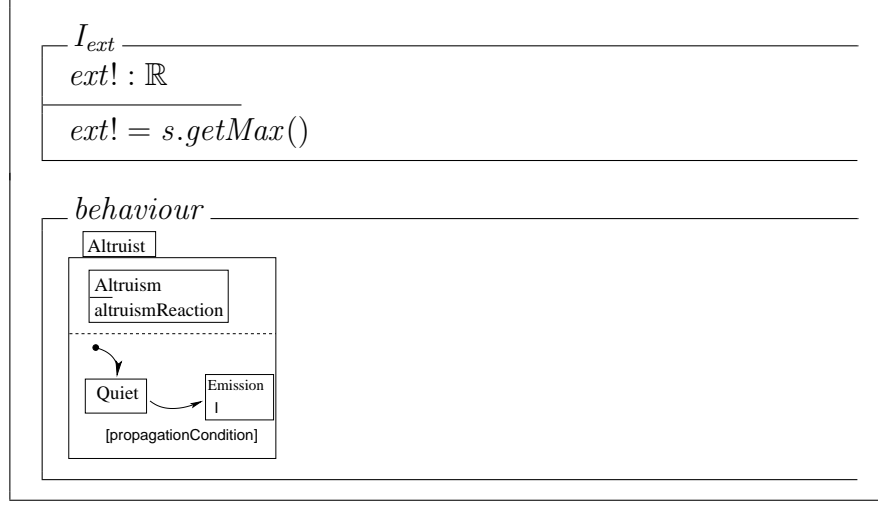 I_ext
ext! : ℝ
ext! = s.getMax()
behaviour
Altruist
Altruism
altruismReaction
Quiet
Emission
I
[propagationCondition]